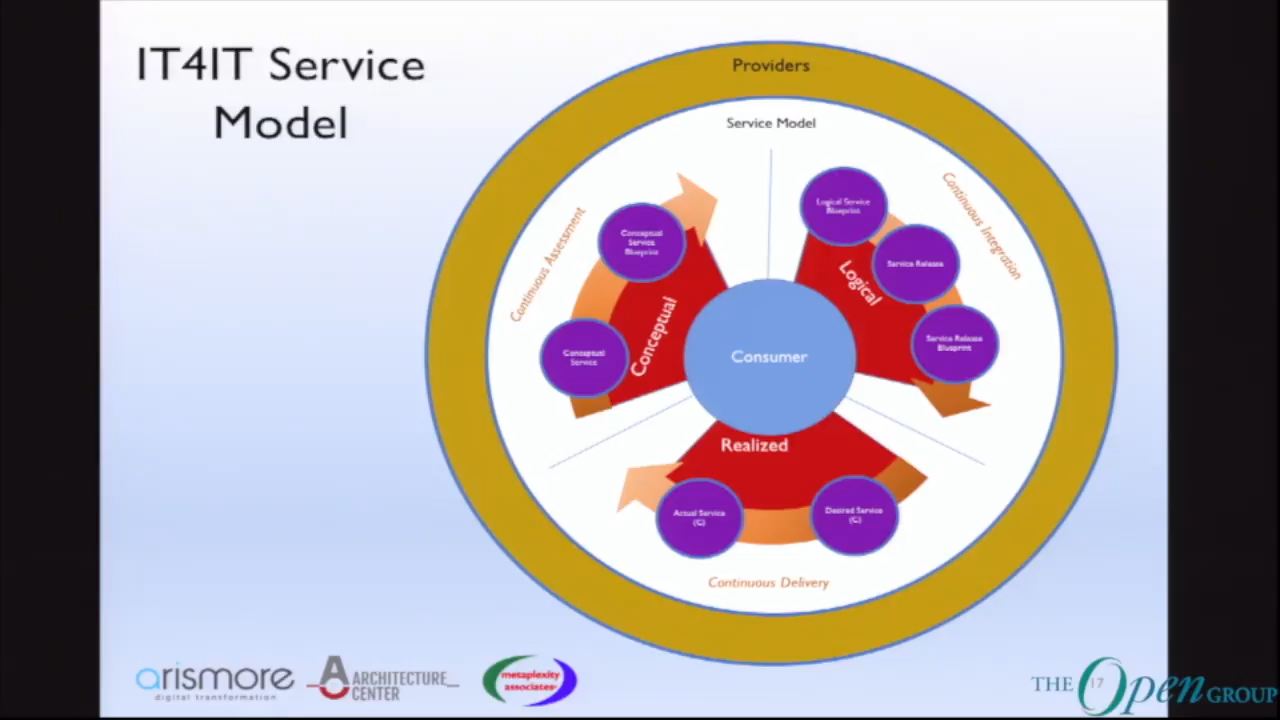 IT4IT Service
Model
Providers
Service Model
Continuous Assessment
Continuous Integration
Conceptual
Service
Blueprint
Conceptual
Service
Conceptual
Logical Service
Blueprint
Service Release
Service Release
Blueprint
Logical
Consumer
Realized
Actual Service
(C)
Desired Service
(C)
Continuous Delivery
arismore
digital transformation
ARCHITECTURE
CENTER
metaplexity
associates
THE Open GROUP
17